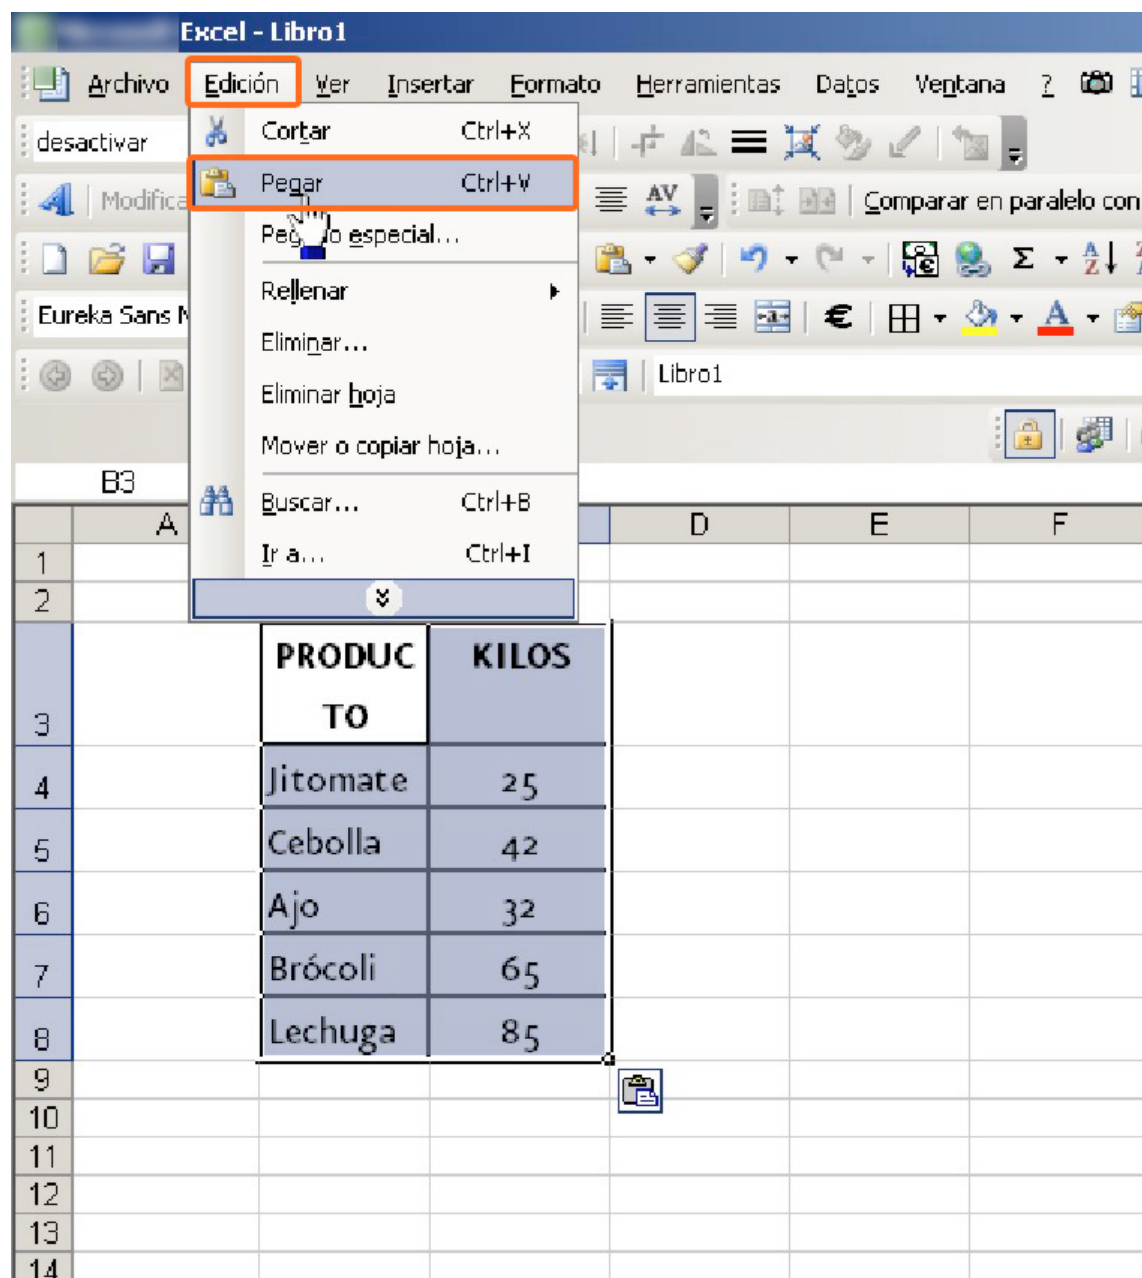 Excel - Libro1
Archivo Edición Ver Insertar Formato Herramientas Datos Ventana ?
desactivar
Cortar Ctrl+X
Pegar Ctrl+V
Modifica
AV
Comparar en paralelo con
especial...
Rellenar
Eureka Sans N
Eliminar...
Libro1
Eliminar hoja
Mover o copiar hoja...
B3
Buscar... Ctrl+B
Ir a... Ctrl+I
A D E F
1
2
PRODUC KILOS
TO
3
4 Jitomate 25
5 Cebolla 42
6 Ajo 32
7 Brócoli 65
8 Lechuga 85
9
10
11
12
13
14